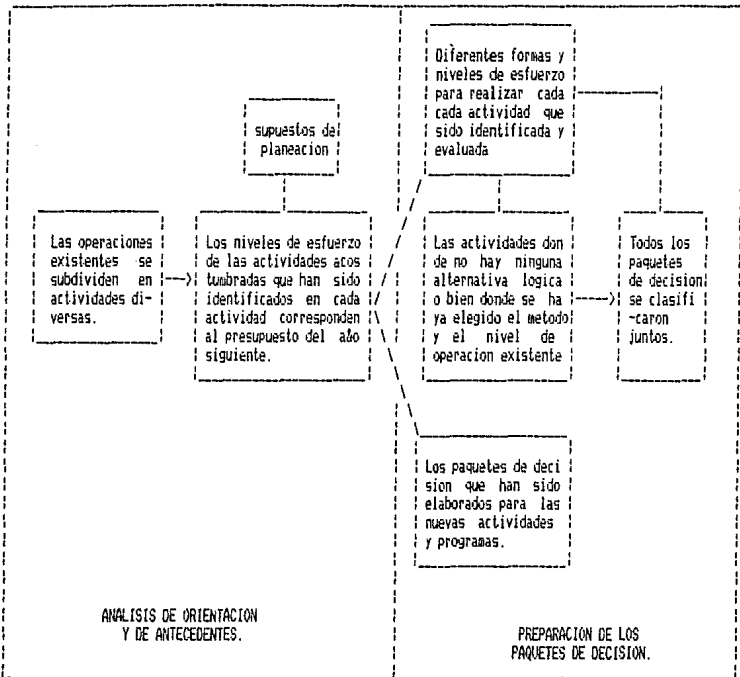 Diferentes formas y
niveles de esfuerzo
para realizar cada
cada actividad que
sido identificada y
evaluada
supuestos de
planeacion
Las operaciones
existentes se
subdividen en
actividades di-
versas.
Los niveles de esfuerzo
de las actividades acos
tumbradas que han sido
identificados en cada
actividad corresponden
al presupuesto del año
siguiente.
Las actividades don
de no hay ninguna
alternativa logica
o bien donde se ha
ya elegido el metodo
y el nivel de
operacion existente
Todos los
paquetes
de decision
se clasifi
-caron
juntos.
Los paquetes de deci
sion que han sido
elaborados para las
nuevas actividades
y programas.
ANALISIS DE ORIENTACION
Y DE ANTECEDENTES.
PREPARACION DE LOS
PAQUETES DE DECISION.